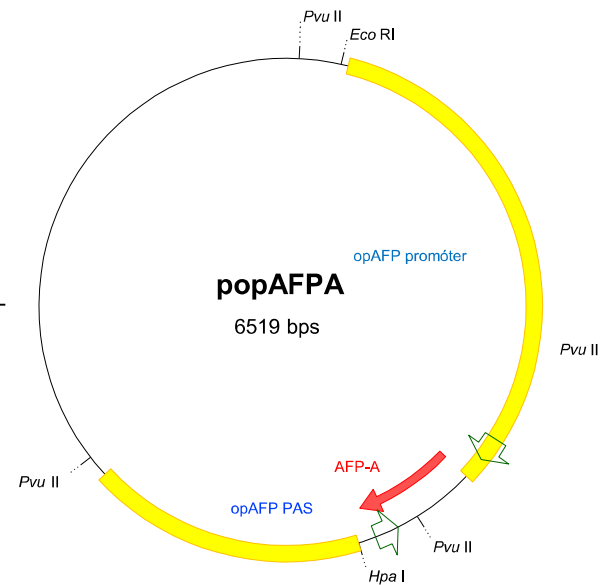 Pvu II
Eco RI
opAFP promóter
popAFPA
6519 bps
Pvu II
AFP-A
Pvu II
opAFP PAS
Pvu II
Hpa I